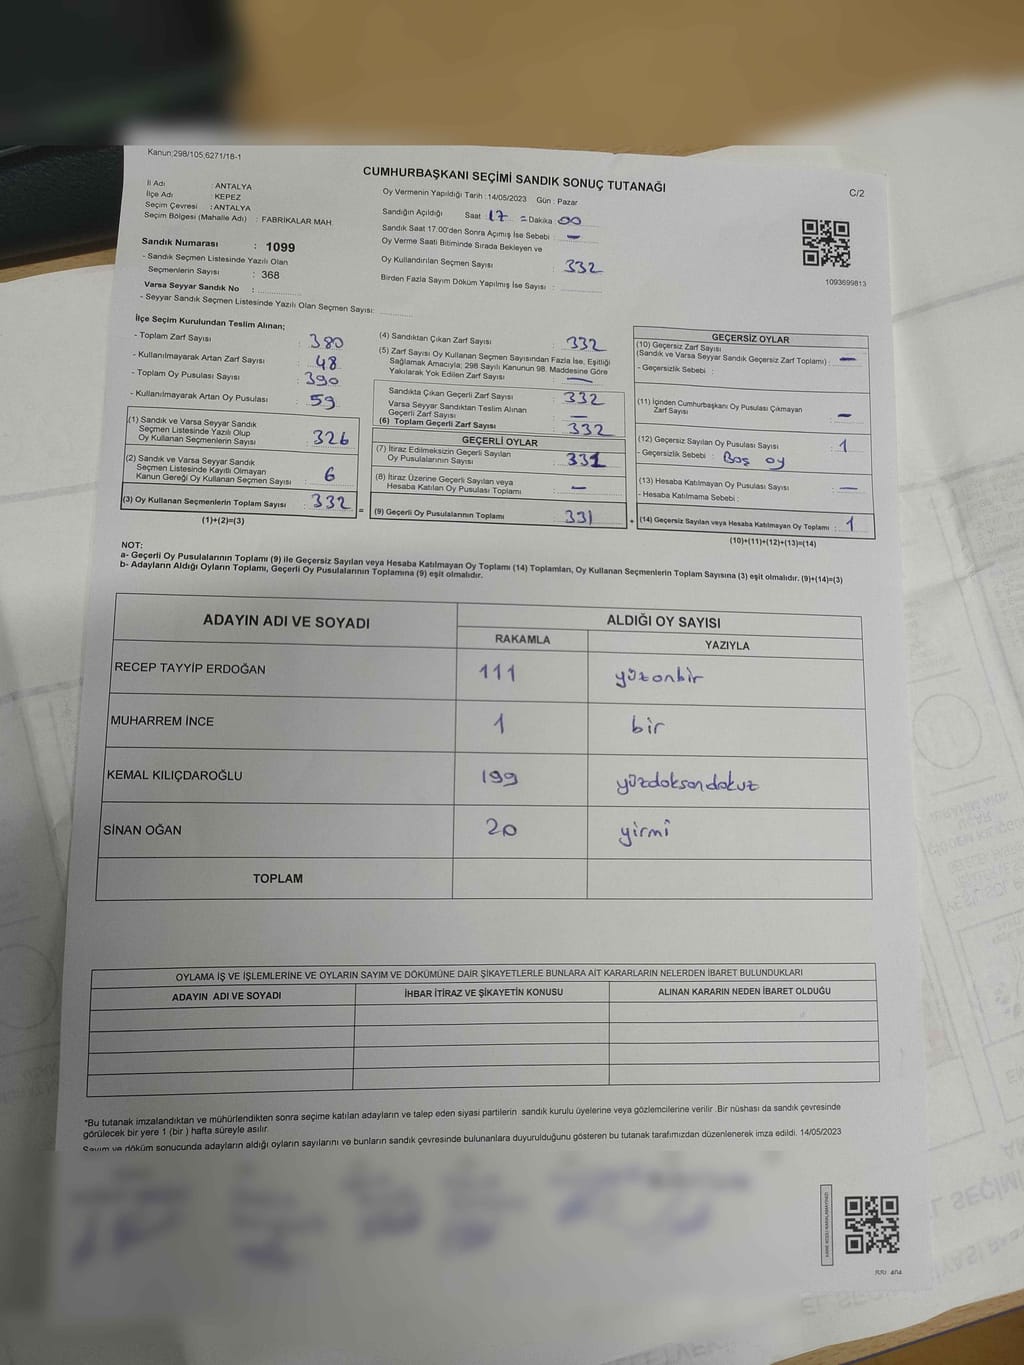 Kanun;298/105,6271/18-1
CUMHURBAŞKANI SEÇİMİ SANDIK SONUÇ TUTANAĞI
C/2
İl Adı : ANTALYA
İlçe Adı : KEPEZ
Seçim Çevresi : ANTALYA
Seçim Bölgesi (Mahalle Adı) : FABRİKALAR MAH.
Sandık Numarası : 1099
- Sandık Seçmen Listesinde Yazılı Olan
Seçmenlerin Sayısı : 368
Varsa Seyyar Sandık No :
- Seyyar Sandık Seçmen Listesinde Yazılı Olan Seçmen Sayısı:
Oy Vermenin Yapıldığı Tarih : 14/05/2023 Gün : Pazar
Sandığın Açıldığı Saat : 17 = Dakika : 00
Sandık Saat 17.00'den Sonra Açımış İse Sebebi : —
Oy Verme Saati Bitiminde Sırada Bekleyen ve
Oy Kullandırılan Seçmen Sayısı : 332
Birden Fazla Sayım Döküm Yapılmış İse Sayısı :
1093699813
İlçe Seçim Kurulundan Teslim Alınan;
- Toplam Zarf Sayısı : 380
- Kullanılmayarak Artan Zarf Sayısı : 48
- Toplam Oy Pusulası Sayısı : 390
- Kullanılmayarak Artan Oy Pusulası : 59
(1) Sandık ve Varsa Seyyar Sandık
Seçmen Listesinde Yazılı Olup
Oy Kullanan Seçmenlerin Sayısı : 326
(2) Sandık ve Varsa Seyyar Sandık
Seçmen Listesinde Kayıtlı Olmayan
Kanun Gereği Oy Kullanan Seçmen Sayısı : 6
(3) Oy Kullanan Seçmenlerin Toplam Sayısı : 332
(1)+(2)=(3)
(4) Sandıktan Çıkan Zarf Sayısı : 332
(5) Zarf Sayısı Oy Kullanan Seçmen Sayısından Fazla İse, Eşitliği
Sağlamak Amacıyla; 298 Sayılı Kanunun 98. Maddesine Göre
Yakılarak Yok Edilen Zarf Sayısı : —
Sandıkta Çıkan Geçerli Zarf Sayısı : 332
Varsa Seyyar Sandıktan Teslim Alınan
Geçerli Zarf Sayısı : —
(6) Toplam Geçerli Zarf Sayısı : 332
GEÇERLİ OYLAR
(7) İtiraz Edilmeksizin Geçerli Sayılan
Oy Pusulalarının Sayısı : 331
(8) İtiraz Üzerine Geçerli Sayılan veya
Hesaba Katılan Oy Pusulası Toplamı : —
= (9) Geçerli Oy Pusulalarının Toplamı : 331
GEÇERSİZ OYLAR
(10) Geçersiz Zarf Sayısı
(Sandık ve Varsa Seyyar Sandık Geçersiz Zarf Toplamı) : —
- Geçersizlik Sebebi :
(11) İçinden Cumhurbaşkanı Oy Pusulası Çıkmayan
Zarf Sayısı : —
(12) Geçersiz Sayılan Oy Pusulası Sayısı : 1
- Geçersizlik Sebebi : Boş oy
(13) Hesaba Katılmayan Oy Pusulası Sayısı : —
- Hesaba Katılmama Sebebi :
+ (14) Geçersiz Sayılan veya Hesaba Katılmayan Oy Toplamı : 1
(10)+(11)+(12)+(13)=(14)
NOT:
a- Geçerli Oy Pusulalarının Toplamı (9) ile Geçersiz Sayılan veya Hesaba Katılmayan Oy Toplamı (14) Toplamları, Oy Kullanan Seçmenlerin Toplam Sayısına (3) eşit olmalıdır. (9)+(14)=(3)
b- Adayların Aldığı Oyların Toplamı, Geçerli Oy Pusulalarının Toplamına (9) eşit olmalıdır.
ADAYIN ADI VE SOYADI ALDIĞI OY SAYISI
RAKAMLA YAZIYLA
RECEP TAYYİP ERDOĞAN 111 yüzonbir
MUHARREM İNCE 1 bir
KEMAL KILIÇDAROĞLU 199 yüzdoksandokuz
SİNAN OĞAN 20 yirmi
TOPLAM
OYLAMA İŞ VE İŞLEMLERİNE VE OYLARIN SAYIM VE DÖKÜMÜNE DAİR ŞİKAYETLERLE BUNLARA AİT KARARLARIN NELERDEN İBARET BULUNDUKLARI
ADAYIN ADI VE SOYADI İHBAR İTİRAZ VE ŞİKAYETİN KONUSU ALINAN KARARIN NEDEN İBARET OLDUĞU
*Bu tutanak imzalandıktan ve mühürlendikten sonra seçime katılan adayların ve talep eden siyasi partilerin sandık kurulu üyelerine veya gözlemcilerine verilir .Bir nüshası da sandık çevresinde
görülecek bir yere 1 (bir ) hafta süreyle asılır.
Sayım ve döküm sonucunda adayların aldığı oyların sayılarını ve bunların sandık çevresinde bulunanlara duyurulduğunu gösteren bu tutanak tarafımızdan düzenlenerek imza edildi. 14/05/2023